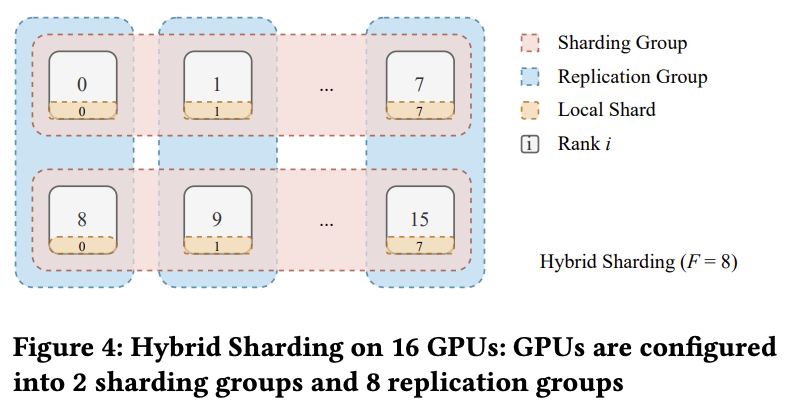 0 1 ... 7
0 1 7
8 9 ... 15
0 1 7
Sharding Group
Replication Group
Local Shard
i Rank i
Hybrid Sharding (F = 8)
Figure 4: Hybrid Sharding on 16 GPUs: GPUs are configured
into 2 sharding groups and 8 replication groups